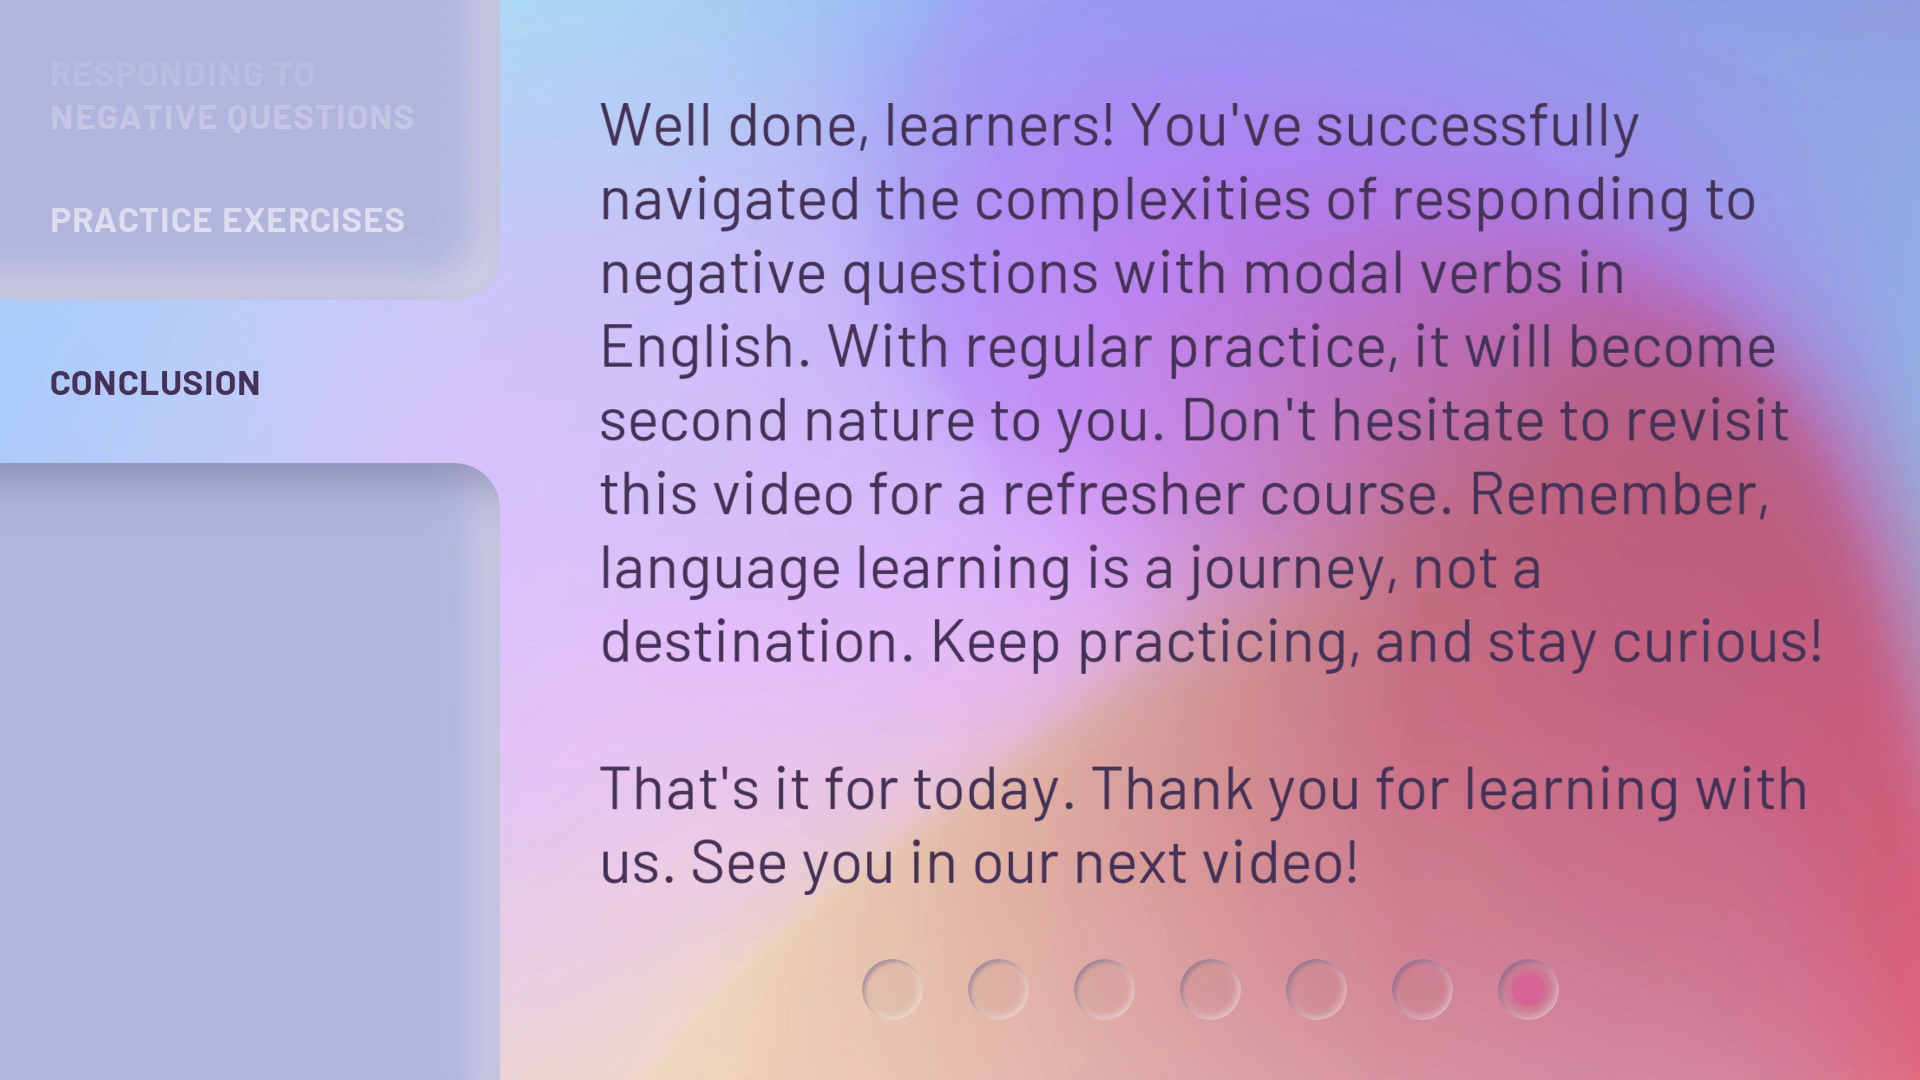 RESPONDING TO
NEGATIVE QUESTIONS
PRACTICE EXERCISES
CONCLUSION
Well done, learners! You've successfully
navigated the complexities of responding to
negative questions with modal verbs in
English. With regular practice, it will become
second nature to you. Don't hesitate to revisit
this video for a refresher course. Remember,
language learning is a journey, not a
destination. Keep practicing, and stay curious!
That's it for today. Thank you for learning with
us. See you in our next video!